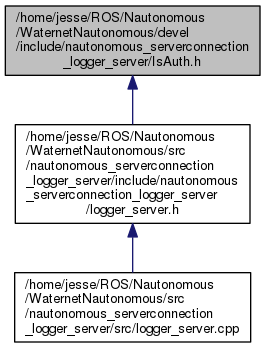 /home/jesse/ROS/Nautonomous
/WaternetNautonomous/devel
/include/nautonomous_serverconnection
_logger_server/IsAuth.h
/home/jesse/ROS/Nautonomous
/WaternetNautonomous/src
/nautonomous_serverconnection
_logger_server/include/nautonomous
_serverconnection_logger_server
/logger_server.h
/home/jesse/ROS/Nautonomous
/WaternetNautonomous/src
/nautonomous_serverconnection
_logger_server/src/logger_server.cpp